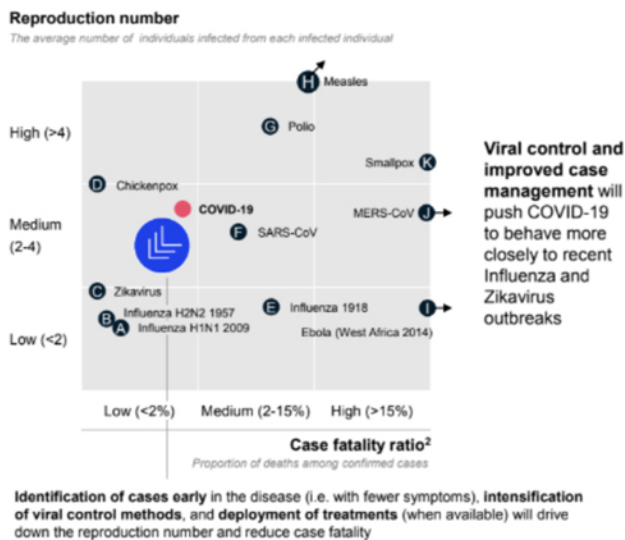 Reproduction number
The average number of individuals infected from each infected individual
H Measles
High (>4)
G Polio
Smallpox K
D Chickenpox
COVID-19
MERS-CoV J
Medium
(2-4)
F SARS-CoV
C Zikavirus
B Influenza H2N2 1957
A Influenza H1N1 2009
E Influenza 1918
I
Ebola (West Africa 2014)
Low (<2)
Low (<2%) Medium (2-15%) High (>15%)
Case fatality ratio²
Proportion of deaths among confirmed cases
Viral control and
improved case
management will
push COVID-19
to behave more
closely to recent
Influenza and
Zikavirus
outbreaks
Identification of cases early in the disease (i.e. with fewer symptoms), intensification
of viral control methods, and deployment of treatments (when available) will drive
down the reproduction number and reduce case fatality